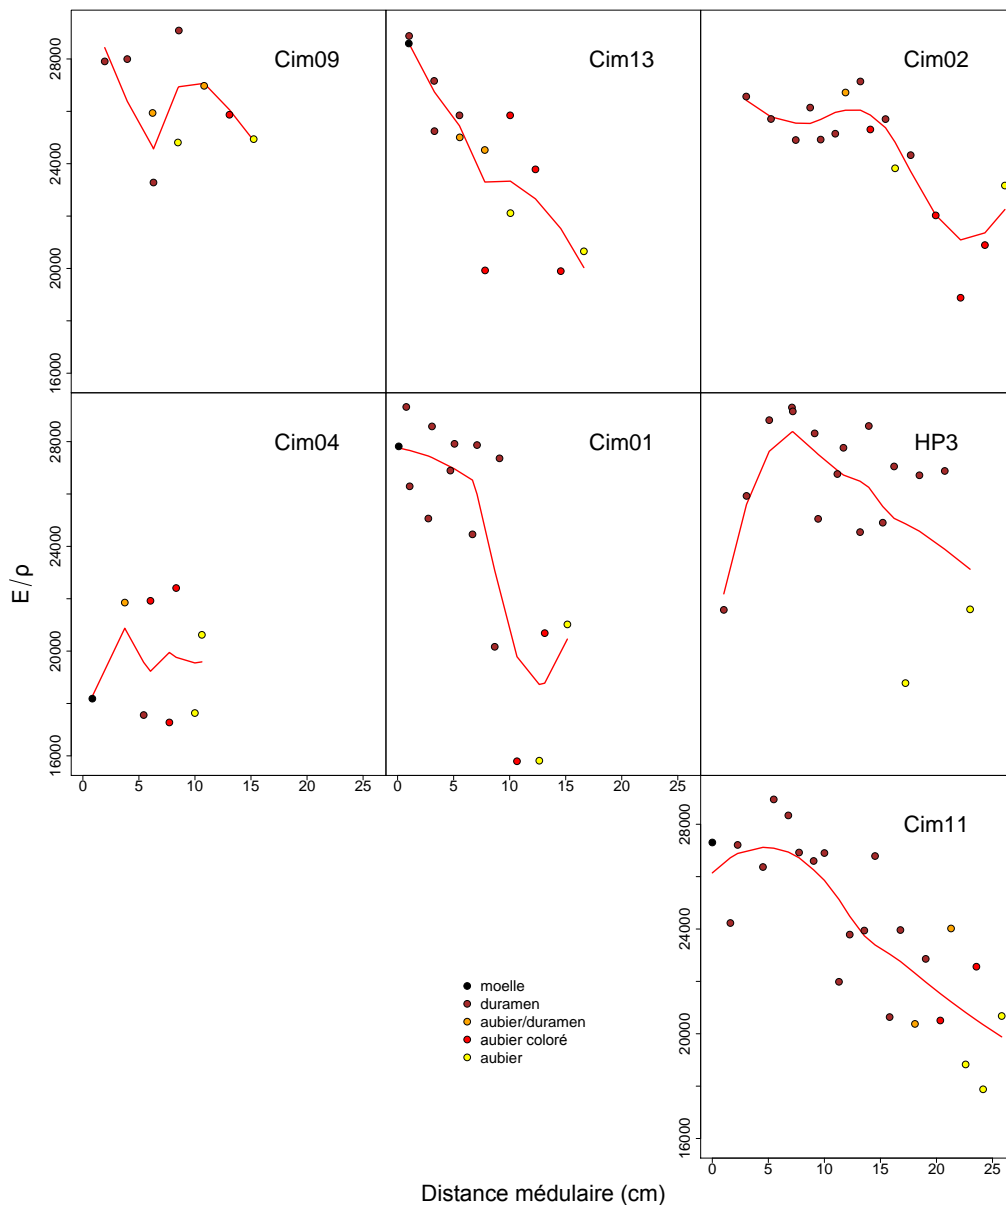 Cim09
Cim13
Cim02
28000
24000
20000
16000
Cim04
Cim01
HP3
28000
24000
20000
16000
E/ρ
0 5 10 15 20 25
0 5 10 15 20 25
Cim11
28000
24000
20000
16000
moelle
duramen
aubier/duramen
aubier coloré
aubier
0 5 10 15 20 25
Distance médulaire (cm)